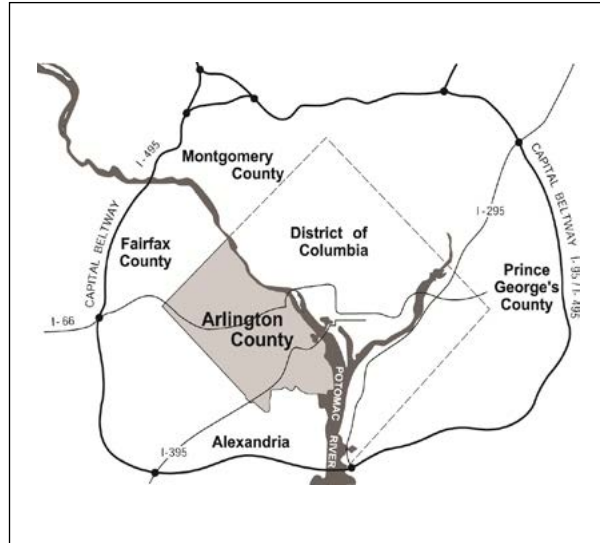 I-495
Montgomery
County
CAPITAL BELTWAY
Fairfax
County
District of
Columbia
I-295
CAPITAL BELTWAY I-95 / I-495
Prince
George's
County
I-66
Arlington
County
POTOMAC RIVER
I-395
Alexandria